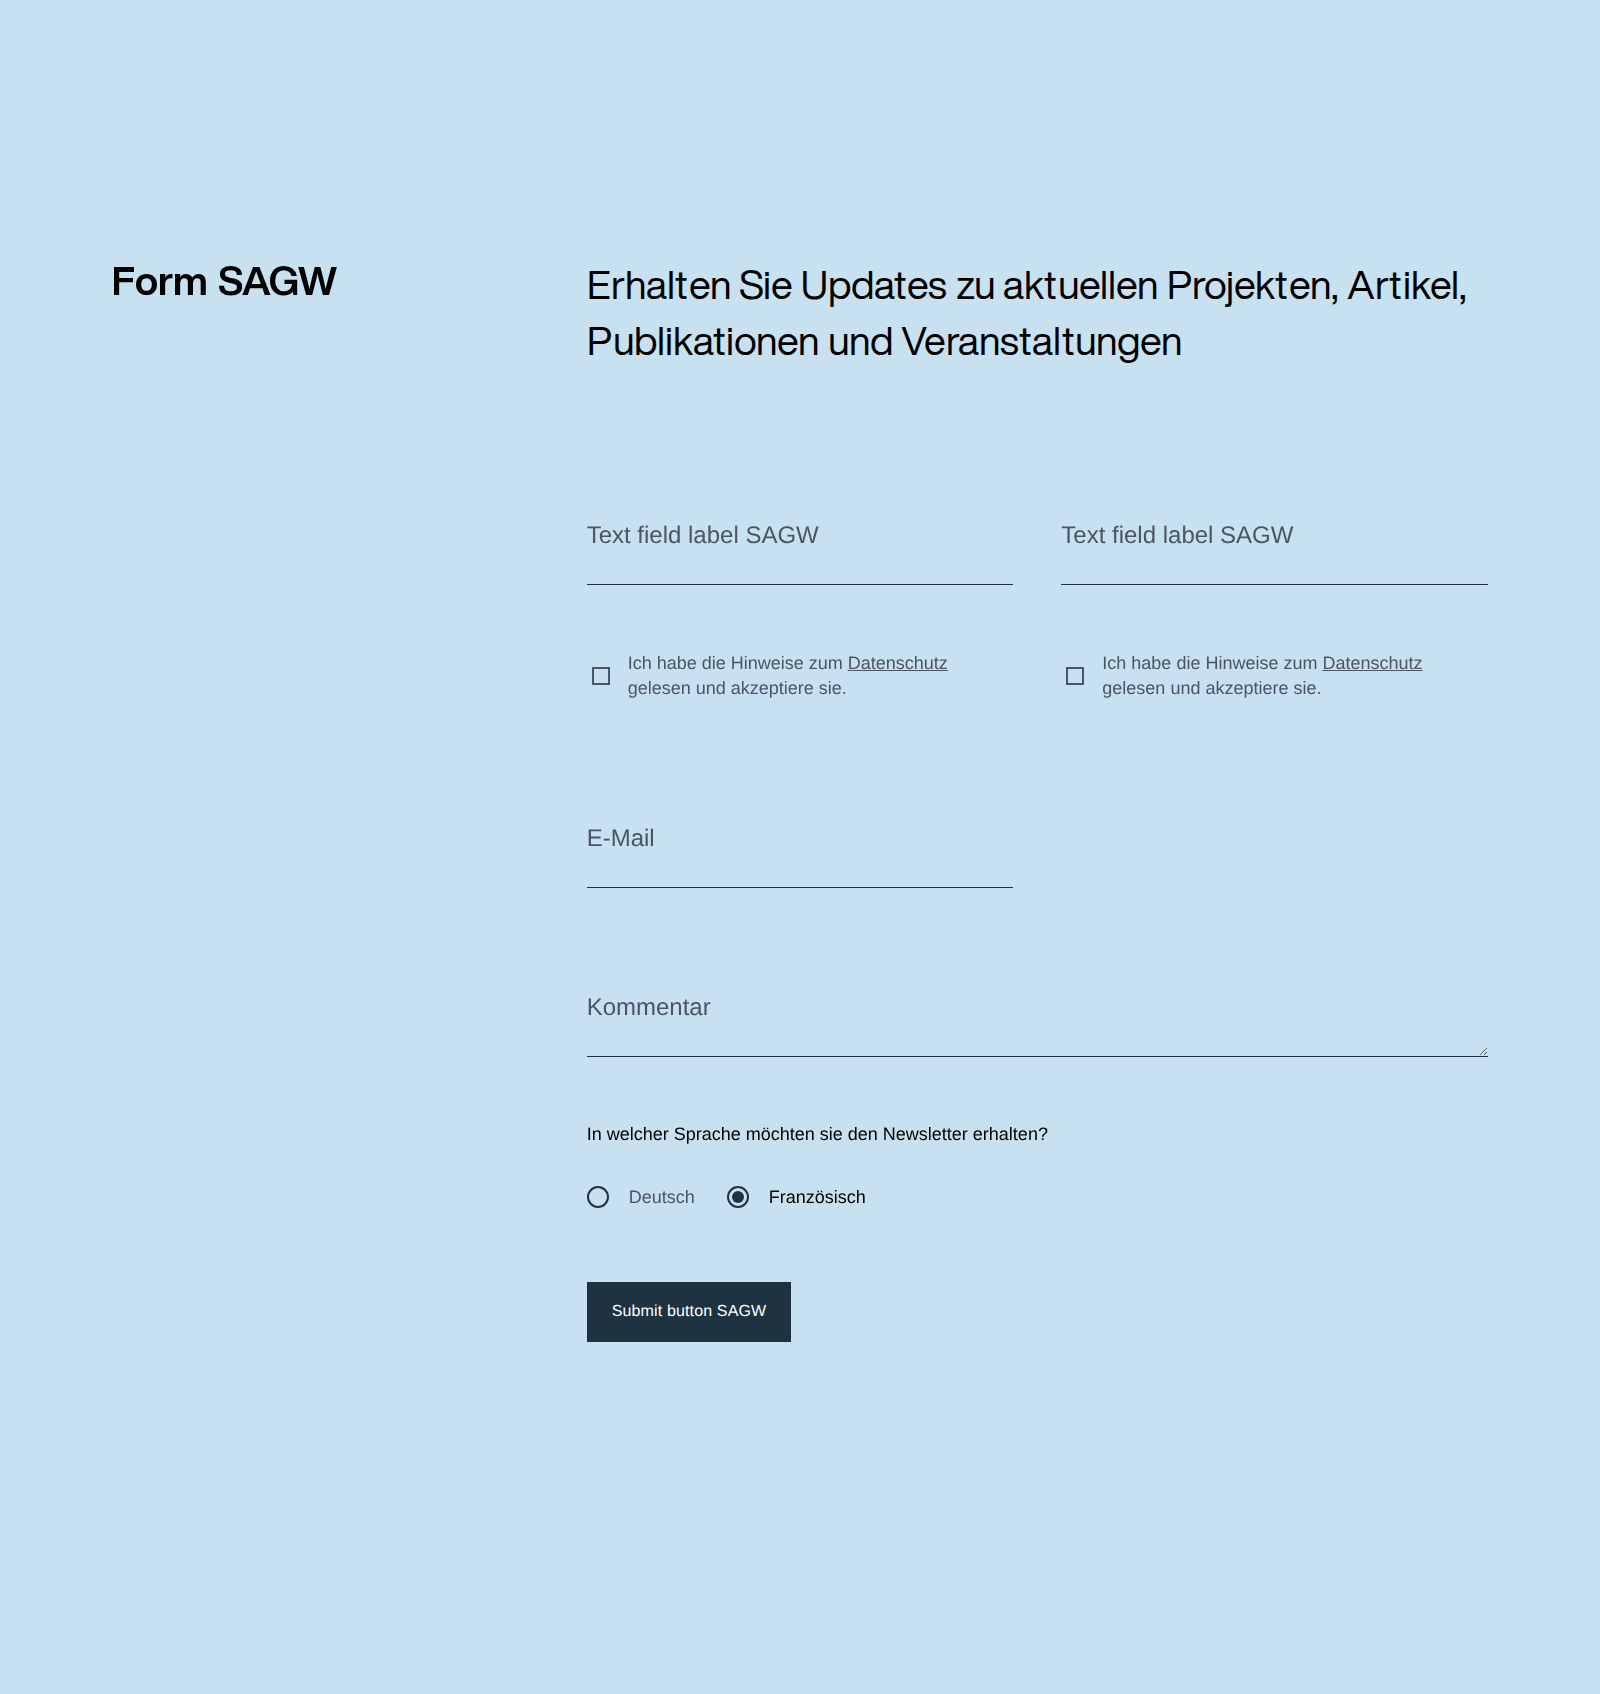 Form SAGW
Erhalten Sie Updates zu aktuellen Projekten, Artikel,
Publikationen und Veranstaltungen
Text field label SAGW
Text field label SAGW
Ich habe die Hinweise zum Datenschutz
gelesen und akzeptiere sie.
Ich habe die Hinweise zum Datenschutz
gelesen und akzeptiere sie.
E-Mail
Kommentar
In welcher Sprache möchten sie den Newsletter erhalten?
Deutsch
Französisch
Submit button SAGW